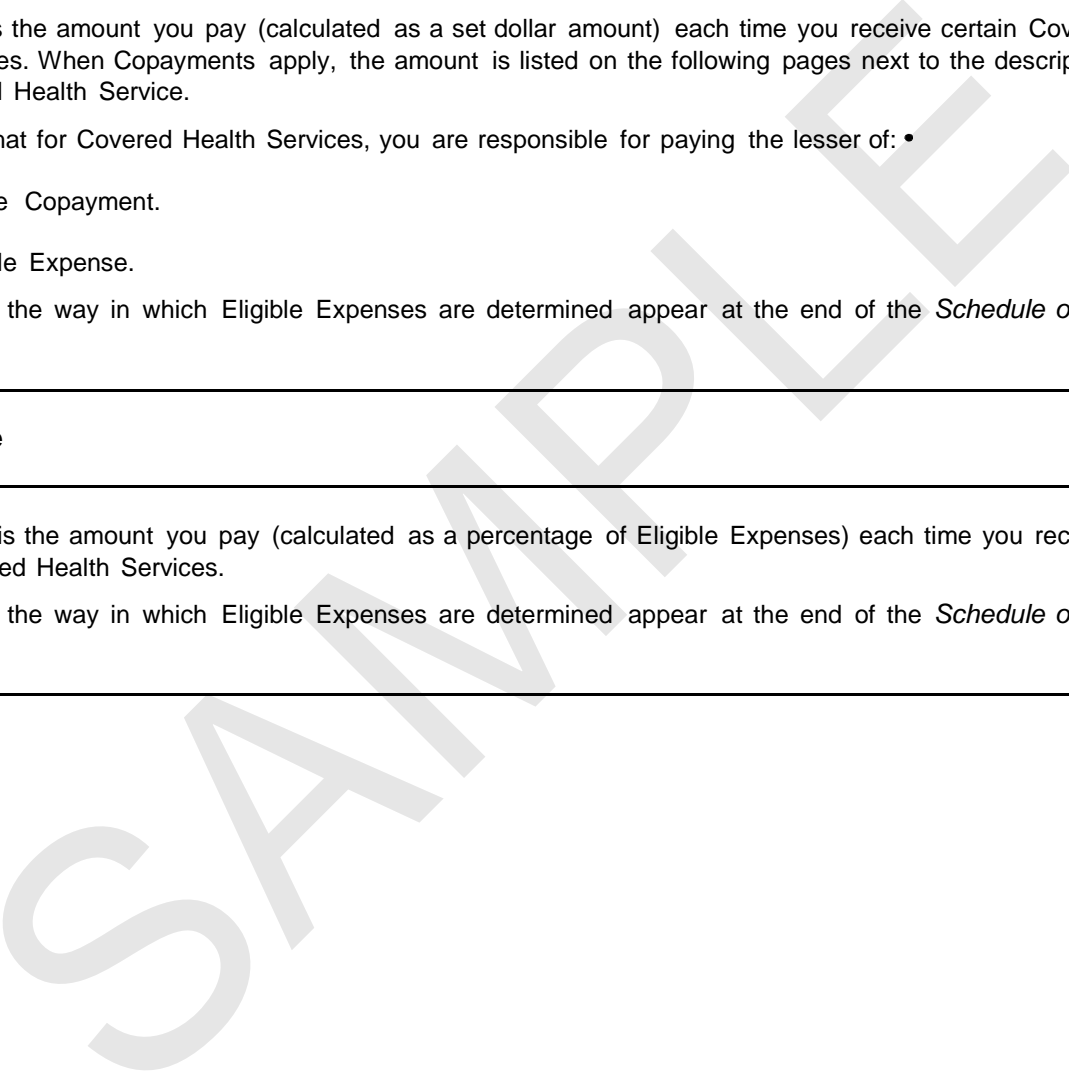 s the amount you pay (calculated as a set dollar amount) each time you receive certain Cov
es. When Copayments apply, the amount is listed on the following pages next to the descrip
l Health Service.
hat for Covered Health Services, you are responsible for paying the lesser of: •
e Copayment.
le Expense.
the way in which Eligible Expenses are determined appear at the end of the Schedule o
e
is the amount you pay (calculated as a percentage of Eligible Expenses) each time you rec
ed Health Services.
the way in which Eligible Expenses are determined appear at the end of the Schedule o
SAMPLE